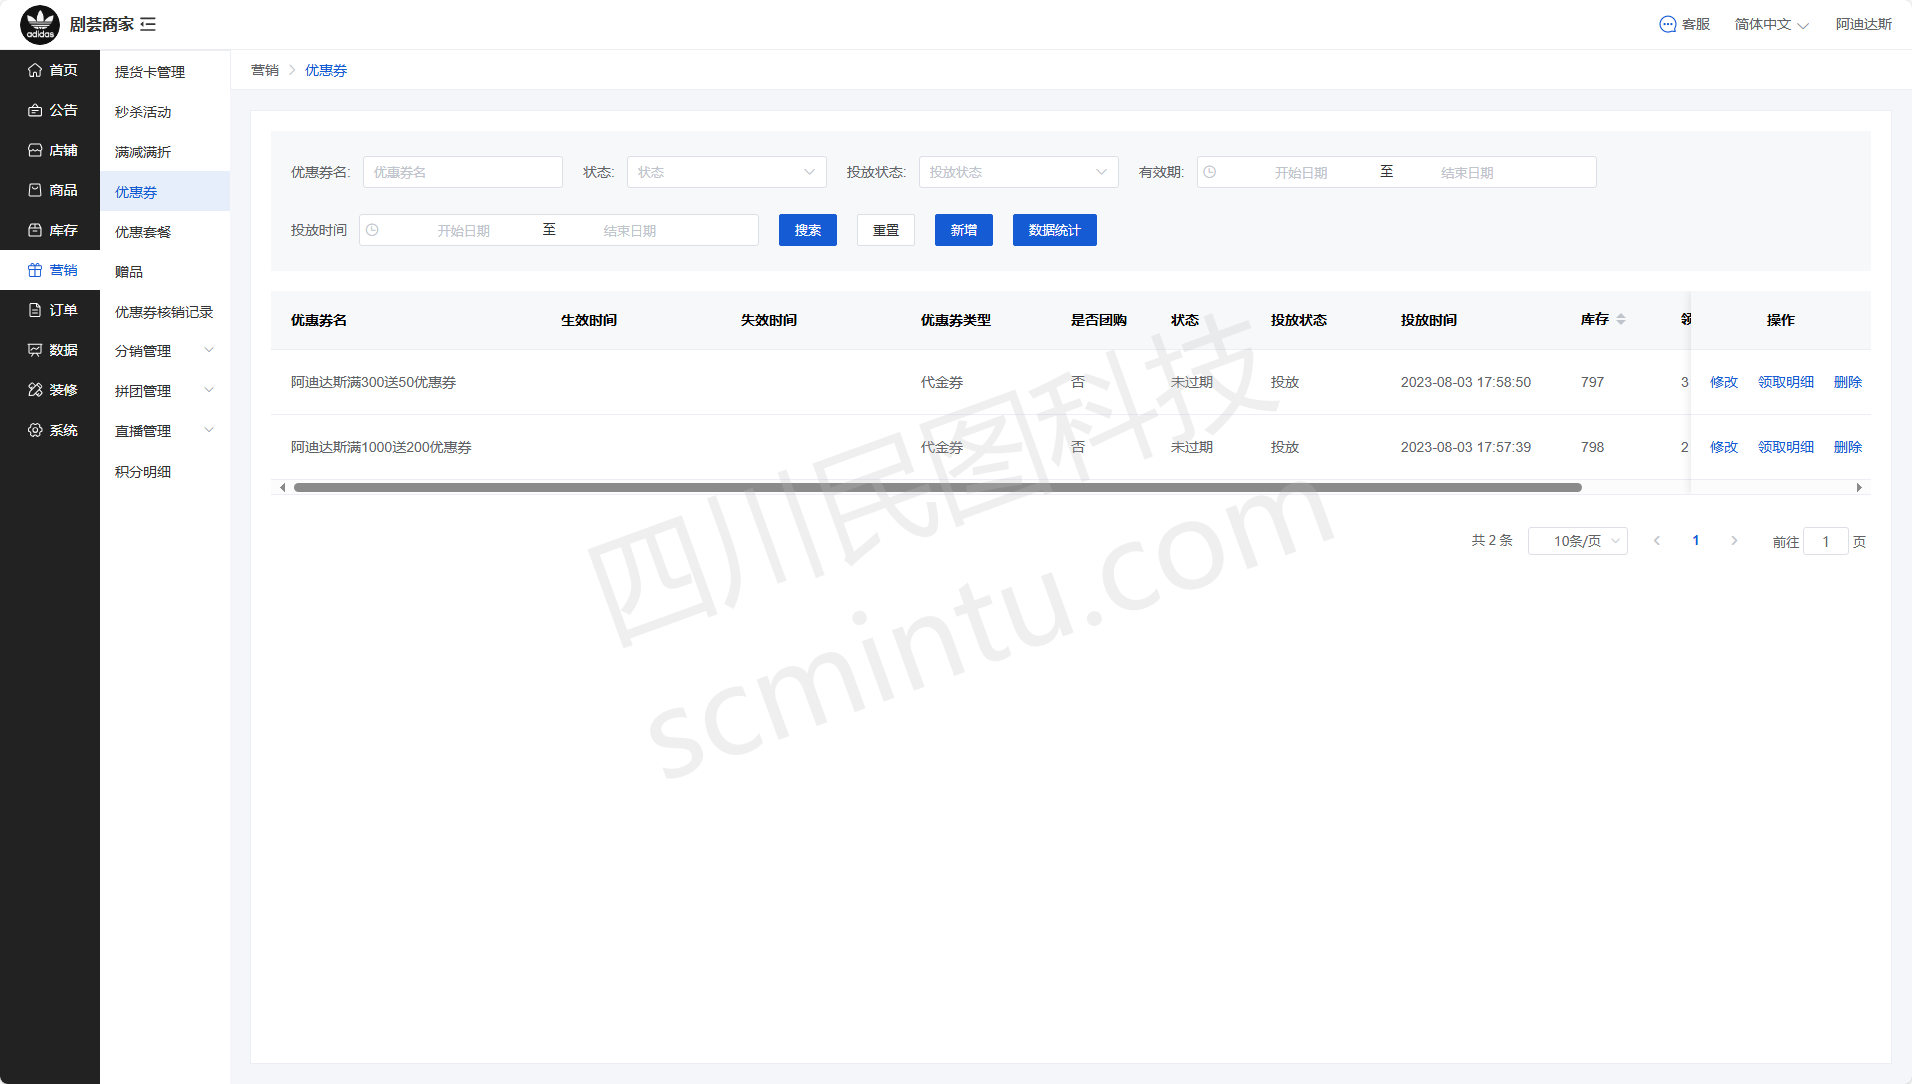 adidas
剧荟商家
客服
简体中文
阿迪达斯
首页
公告
店铺
商品
库存
营销
订单
数据
装修
系统
提货卡管理
秒杀活动
满减满折
优惠券
优惠套餐
赠品
优惠券核销记录
分销管理
拼团管理
直播管理
积分明细
营销 优惠券
优惠券名: 优惠券名 状态: 状态 投放状态: 投放状态 有效期: 开始日期 至 结束日期
投放时间 开始日期 至 结束日期 搜索 重置 新增 数据统计
优惠券名 生效时间 失效时间 优惠券类型 是否团购 状态 投放状态 投放时间 库存 领 操作
阿迪达斯满300送50优惠券 代金券 否 未过期 投放 2023-08-03 17:58:50 797 3 修改 领取明细 删除
阿迪达斯满1000送200优惠券 代金券 否 未过期 投放 2023-08-03 17:57:39 798 2 修改 领取明细 删除
共 2 条 10条/页 1 前往 1 页
四川民图科技
scmintu.com